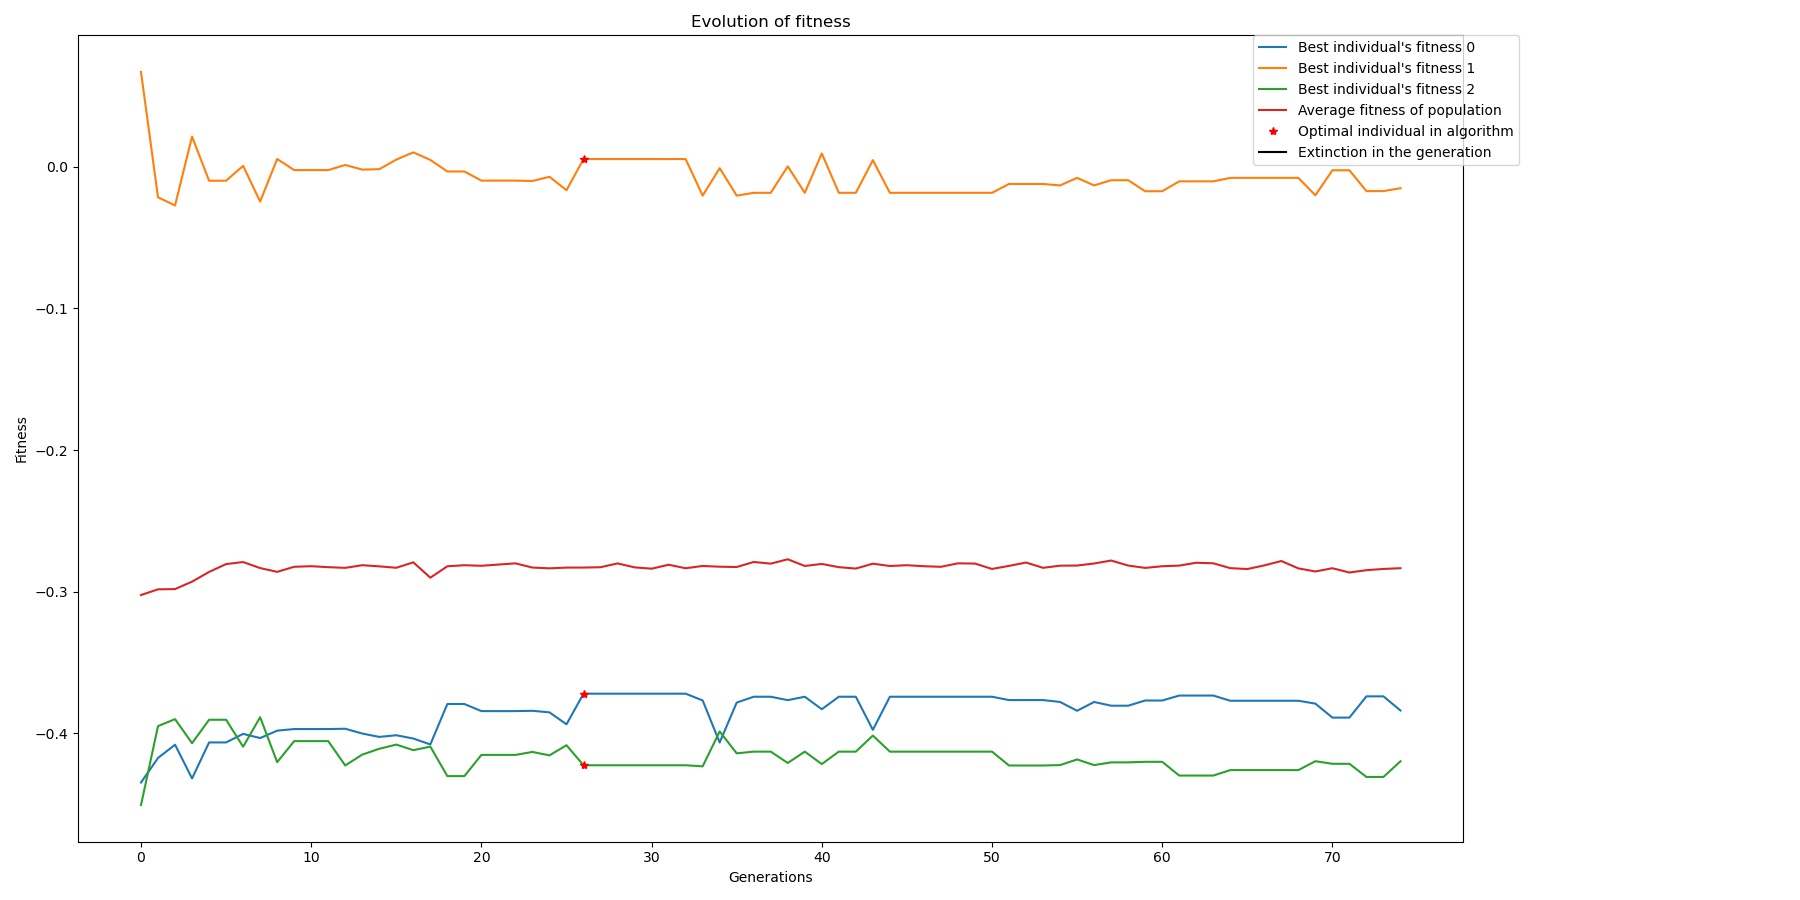 Evolution of fitness
Best individual's fitness 0
Best individual's fitness 1
Best individual's fitness 2
Average fitness of population
Optimal individual in algorithm
Extinction in the generation
Fitness
0.0
−0.1
−0.2
−0.3
−0.4
0 10 20 30 40 50 60 70
Generations